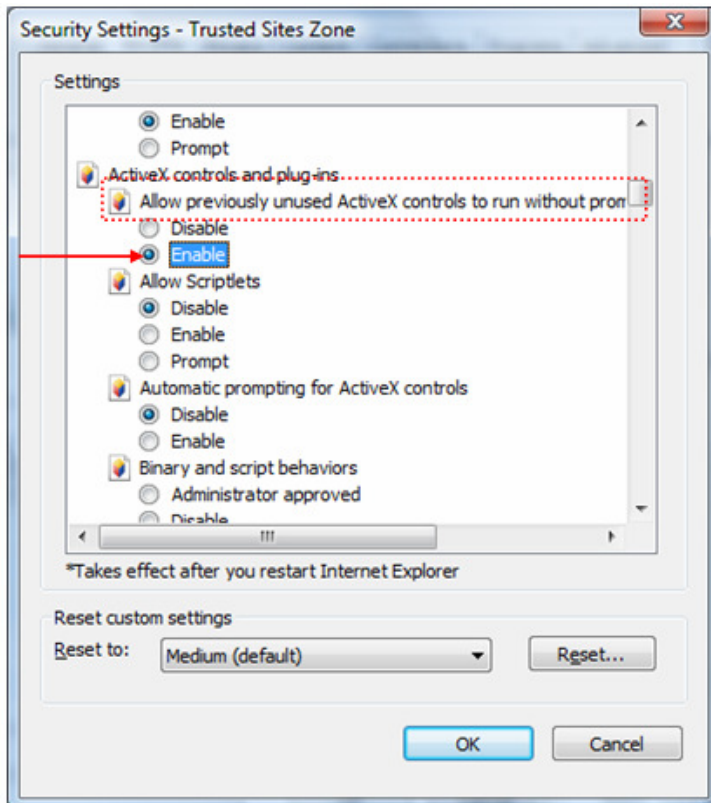 Security Settings - Trusted Sites Zone
Settings
Enable
Prompt
ActiveX controls and plug-ins
Allow previously unused ActiveX controls to run without prom
Disable
Enable
Allow Scriptlets
Disable
Enable
Prompt
Automatic prompting for ActiveX controls
Disable
Enable
Binary and script behaviors
Administrator approved
Disable
*Takes effect after you restart Internet Explorer
Reset custom settings
Reset to: Medium (default) Reset...
OK Cancel